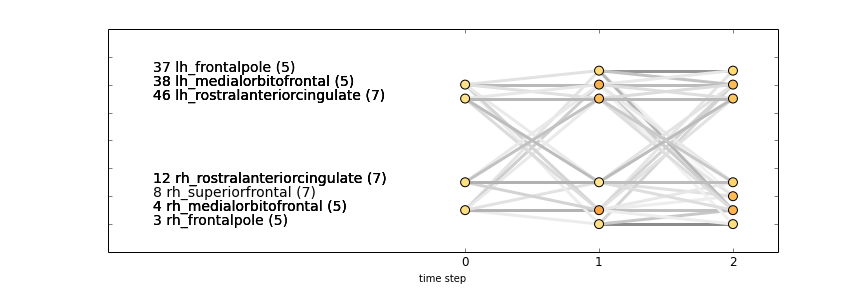 37 lh_frontalpole (5)
38 lh_medialorbitofrontal (5)
46 lh_rostralanteriorcingulate (7)
12 rh_rostralanteriorcingulate (7)
8 rh_superiorfrontal (7)
4 rh_medialorbitofrontal (5)
3 rh_frontalpole (5)
0 1 2
time step